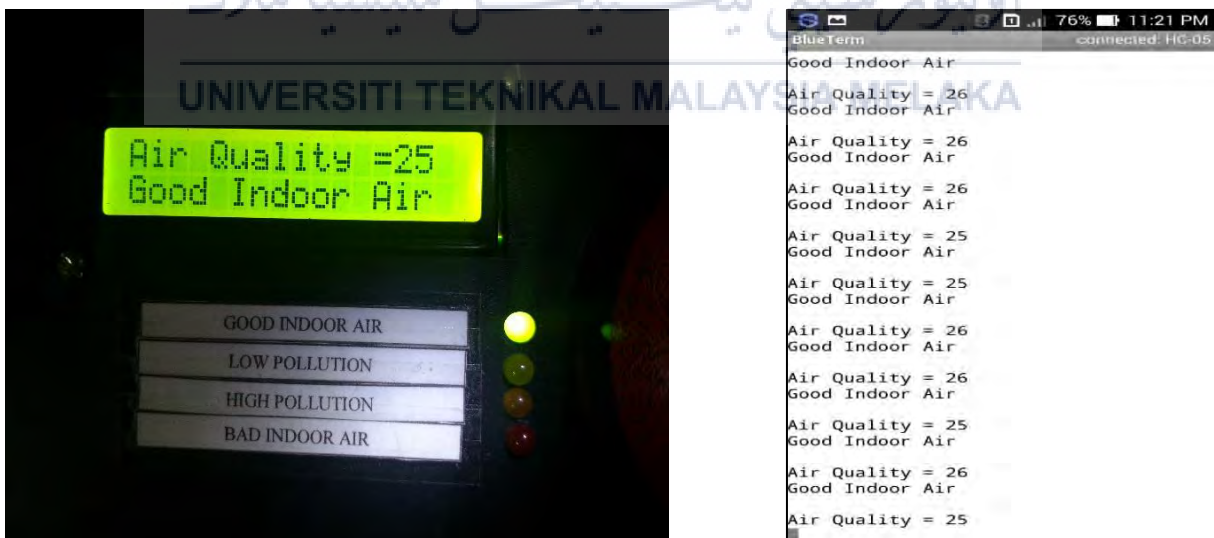 UNIVERSITI TEKNIKAL MALAYSIA MELAKA
Air Quality =25
Good Indoor Air
GOOD INDOOR AIR
LOW POLLUTION
HIGH POLLUTION
BAD INDOOR AIR
76% 11:21 PM
BlueTerm connected: HC-05
Good Indoor Air
Air Quality = 26
Good Indoor Air
Air Quality = 26
Good Indoor Air
Air Quality = 26
Good Indoor Air
Air Quality = 25
Good Indoor Air
Air Quality = 25
Good Indoor Air
Air Quality = 26
Good Indoor Air
Air Quality = 26
Good Indoor Air
Air Quality = 25
Good Indoor Air
Air Quality = 26
Good Indoor Air
Air Quality = 25